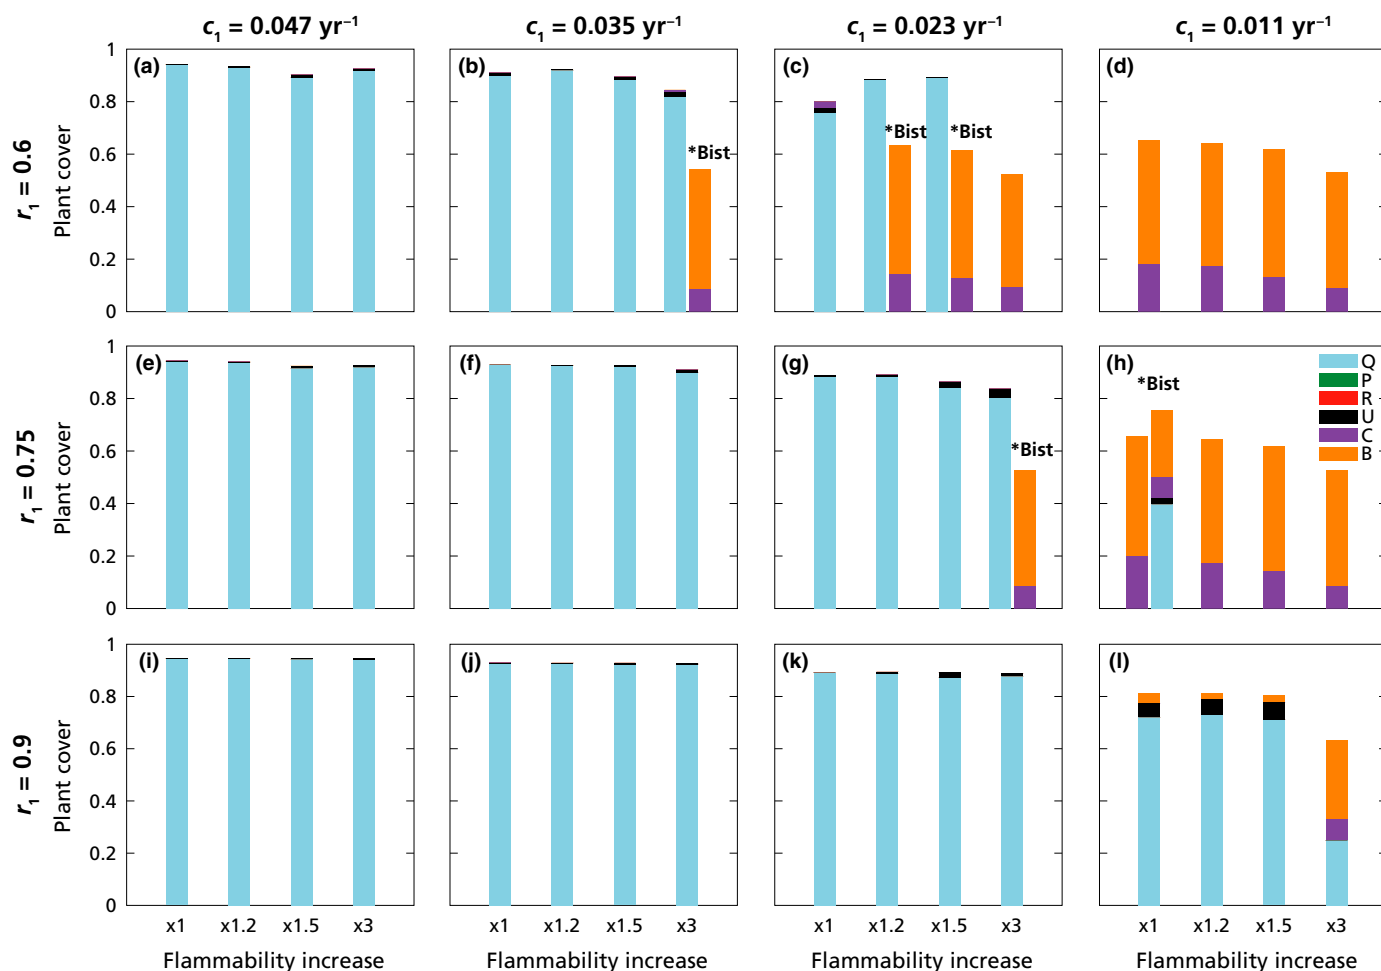 c₁ = 0.047 yr⁻¹ c₁ = 0.035 yr⁻¹ c₁ = 0.023 yr⁻¹ c₁ = 0.011 yr⁻¹
r₁ = 0.6
Plant cover
1
0.8
0.6
0.4
0.2
0
(a)
(b)
*Bist
(c)
*Bist
*Bist
(d)
r₁ = 0.75
Plant cover
1
0.8
0.6
0.4
0.2
0
(e)
(f)
(g)
*Bist
(h)
*Bist
Q
P
R
U
C
B
r₁ = 0.9
Plant cover
1
0.8
0.6
0.4
0.2
0
(i)
(j)
(k)
(l)
x1 x1.2 x1.5 x3 x1 x1.2 x1.5 x3 x1 x1.2 x1.5 x3 x1 x1.2 x1.5 x3
Flammability increase Flammability increase Flammability increase Flammability increase